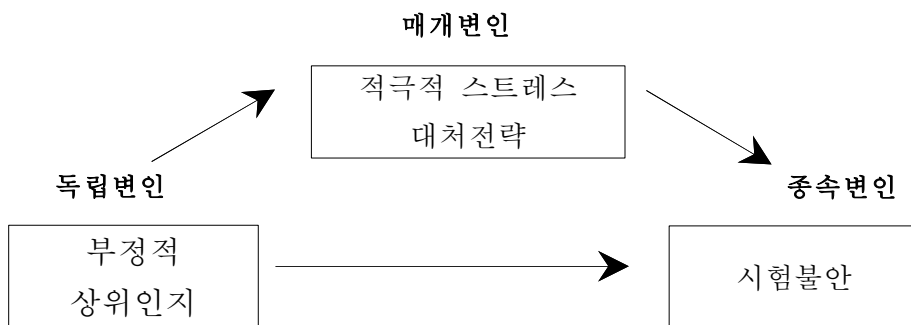 매개변인
적극적 스트레스
대처전략
독립변인
종속변인
부정적
상위인지
시험불안